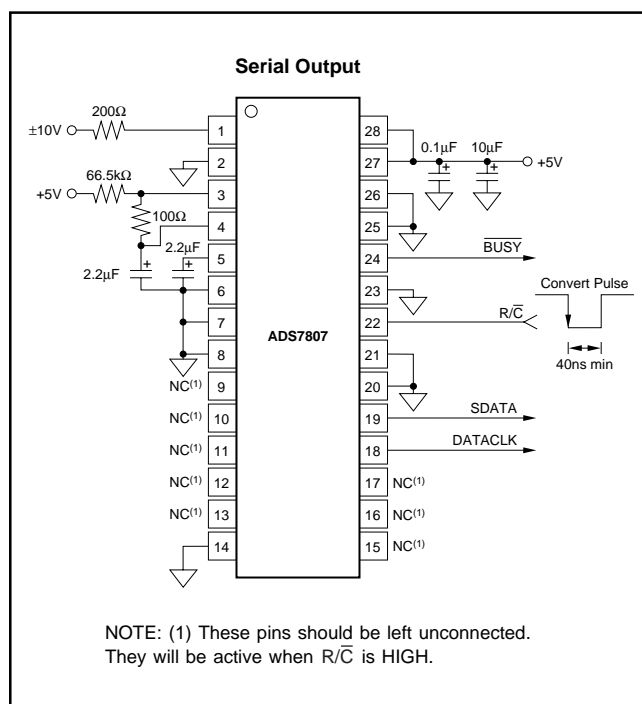 Serial Output
200Ω
±10V
1
2
66.5kΩ
+5V
3
100Ω
4
2.2µF
5
2.2µF
6
7
8
NC(1) 9
NC(1) 10
NC(1) 11
NC(1) 12
NC(1) 13
14
ADS7807
28
0.1µF 10µF
27
+5V
26
25
24 BUSY
Convert Pulse
23
22 R/C
40ns min
21
20
19 SDATA
18 DATACLK
17 NC(1)
16 NC(1)
15 NC(1)
+
+
+
+
NOTE: (1) These pins should be left unconnected.
They will be active when R/C is HIGH.